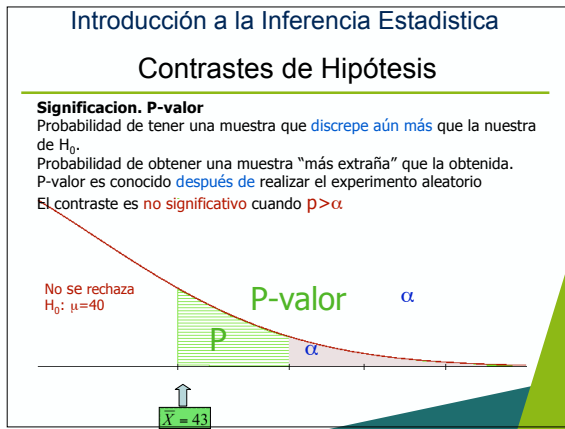 Introducción a la Inferencia Estadistica
Contrastes de Hipótesis
Significacion. P-valor
Probabilidad de tener una muestra que discrepe aún más que la nuestra
de H₀.
Probabilidad de obtener una muestra “más extraña” que la obtenida.
P-valor es conocido después de realizar el experimento aleatorio
El contraste es no significativo cuando p>α
No se rechaza
H₀: μ=40
P-valor
α
P
α
X̅ = 43